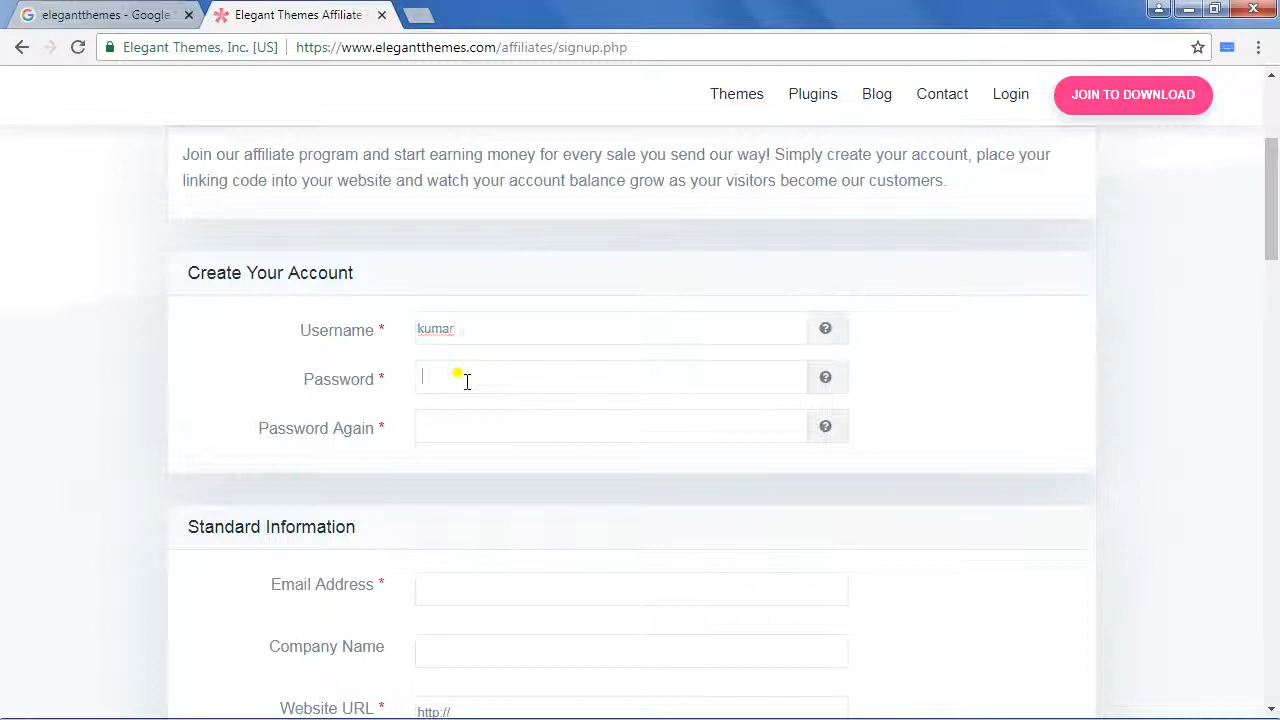 elegantthemes - Google
Elegant Themes Affiliate
Elegant Themes, Inc. [US]
https://www.elegantthemes.com/affiliates/signup.php
Themes
Plugins
Blog
Contact
Login
JOIN TO DOWNLOAD
Join our affiliate program and start earning money for every sale you send our way! Simply create your account, place your
linking code into your website and watch your account balance grow as your visitors become our customers.
Create Your Account
Username *
kumar
Password *
Password Again *
Standard Information
Email Address *
Company Name
Website URL *
http://